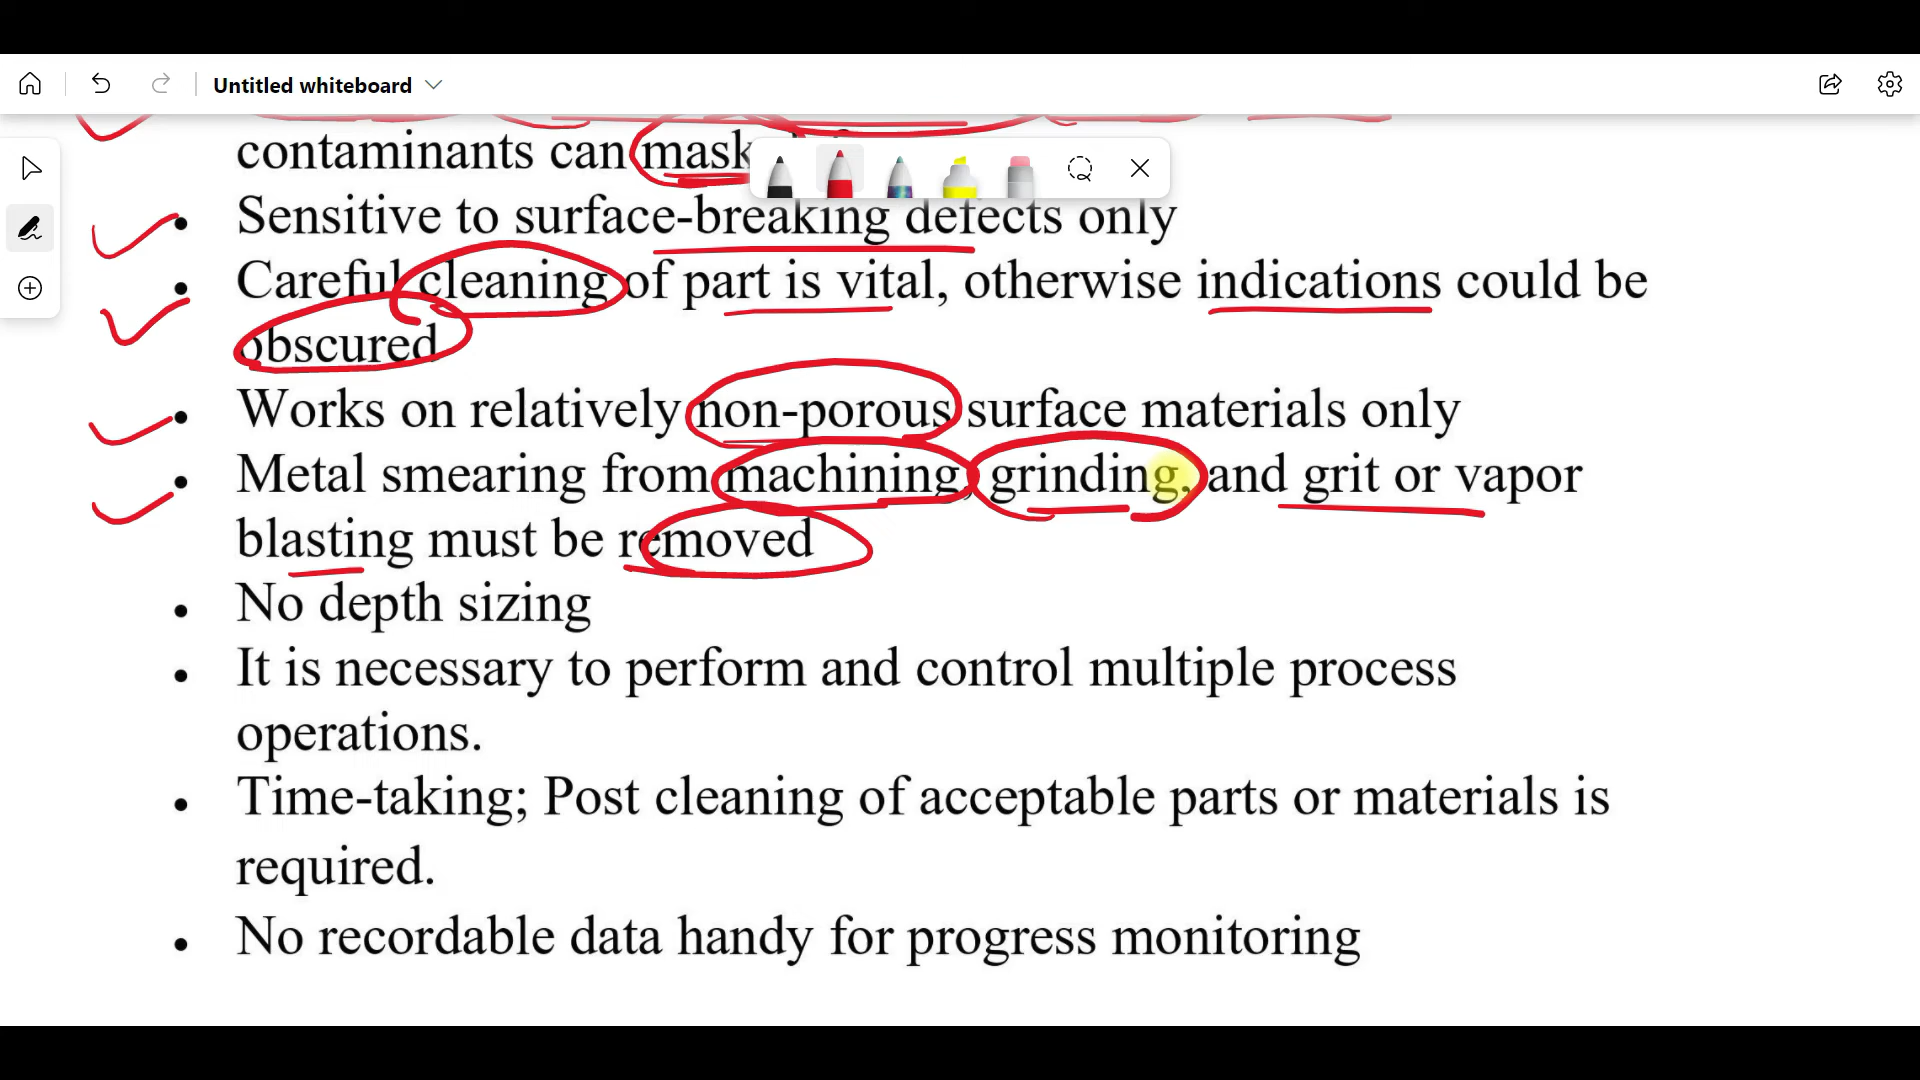 Untitled whiteboard
contaminants can mask
Sensitive to surface-breaking defects only
Careful cleaning of part is vital, otherwise indications could be
obscured
Works on relatively non-porous surface materials only
Metal smearing from machining, grinding, and grit or vapor
blasting must be removed
No depth sizing
It is necessary to perform and control multiple process
operations.
Time-taking; Post cleaning of acceptable parts or materials is
required.
No recordable data handy for progress monitoring